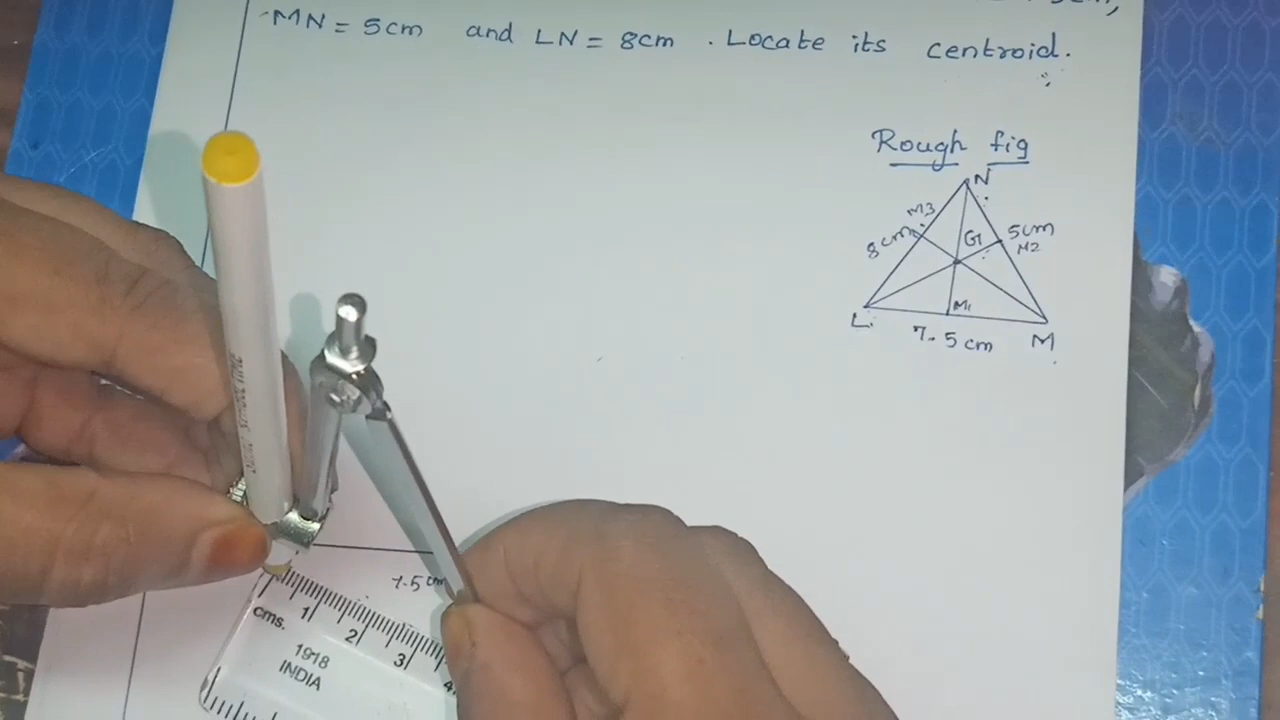 MN = 5cm and LN = 8cm . Locate its centroid.
Rough fig
N
M3
8cm
G
5cm
M2
L
M1
7.5 cm
M
7.5 cm
cms. 1 2 3 4
1918
INDIA